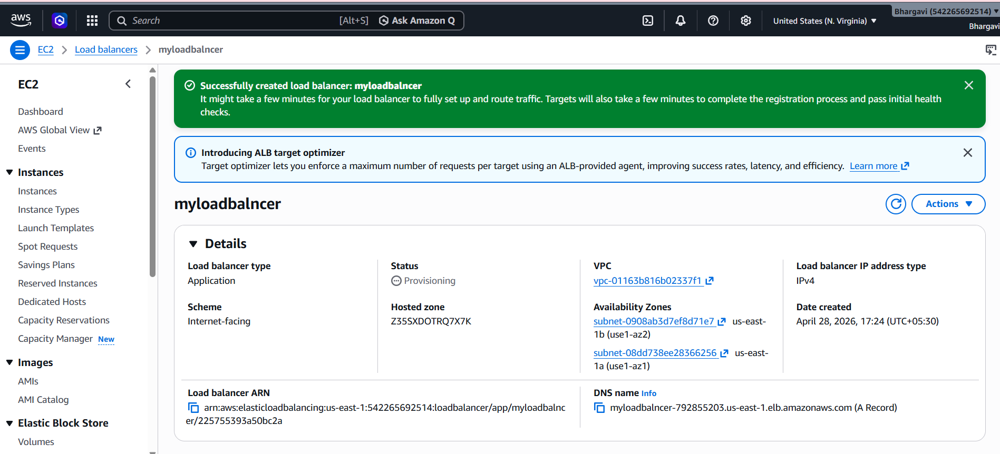 aws
Search [Alt+S] Ask Amazon Q
United States (N. Virginia)
Bhargavi (542265692514)
Bhargavi
EC2 Load balancers myloadbalncer
EC2
Dashboard
AWS Global View
Events
Instances
Instances
Instance Types
Launch Templates
Spot Requests
Savings Plans
Reserved Instances
Dedicated Hosts
Capacity Reservations
Capacity Manager New
Images
AMIs
AMI Catalog
Elastic Block Store
Volumes
Successfully created load balancer: myloadbalncer
It might take a few minutes for your load balancer to fully set up and route traffic. Targets will also take a few minutes to complete the registration process and pass initial health
checks.
Introducing ALB target optimizer
Target optimizer lets you enforce a maximum number of requests per target using an ALB-provided agent, improving success rates, latency, and efficiency. Learn more
myloadbalncer
Actions
Details
Load balancer type
Application
Status
Provisioning
VPC
vpc-01163b816b02337f1
Load balancer IP address type
IPv4
Scheme
Internet-facing
Hosted zone
Z35SXDOTRQ7X7K
Availability Zones
subnet-0908ab3d7ef8d71e7 us-east-
1b (use1-az2)
subnet-08dd738ee28366256 us-east-
1a (use1-az1)
Date created
April 28, 2026, 17:24 (UTC+05:30)
Load balancer ARN
arn:aws:elasticloadbalancing:us-east-1:542265692514:loadbalancer/app/myloadbalnc
er/225755393a50bc2a
DNS name Info
myloadbalncer-792855203.us-east-1.elb.amazonaws.com (A Record)